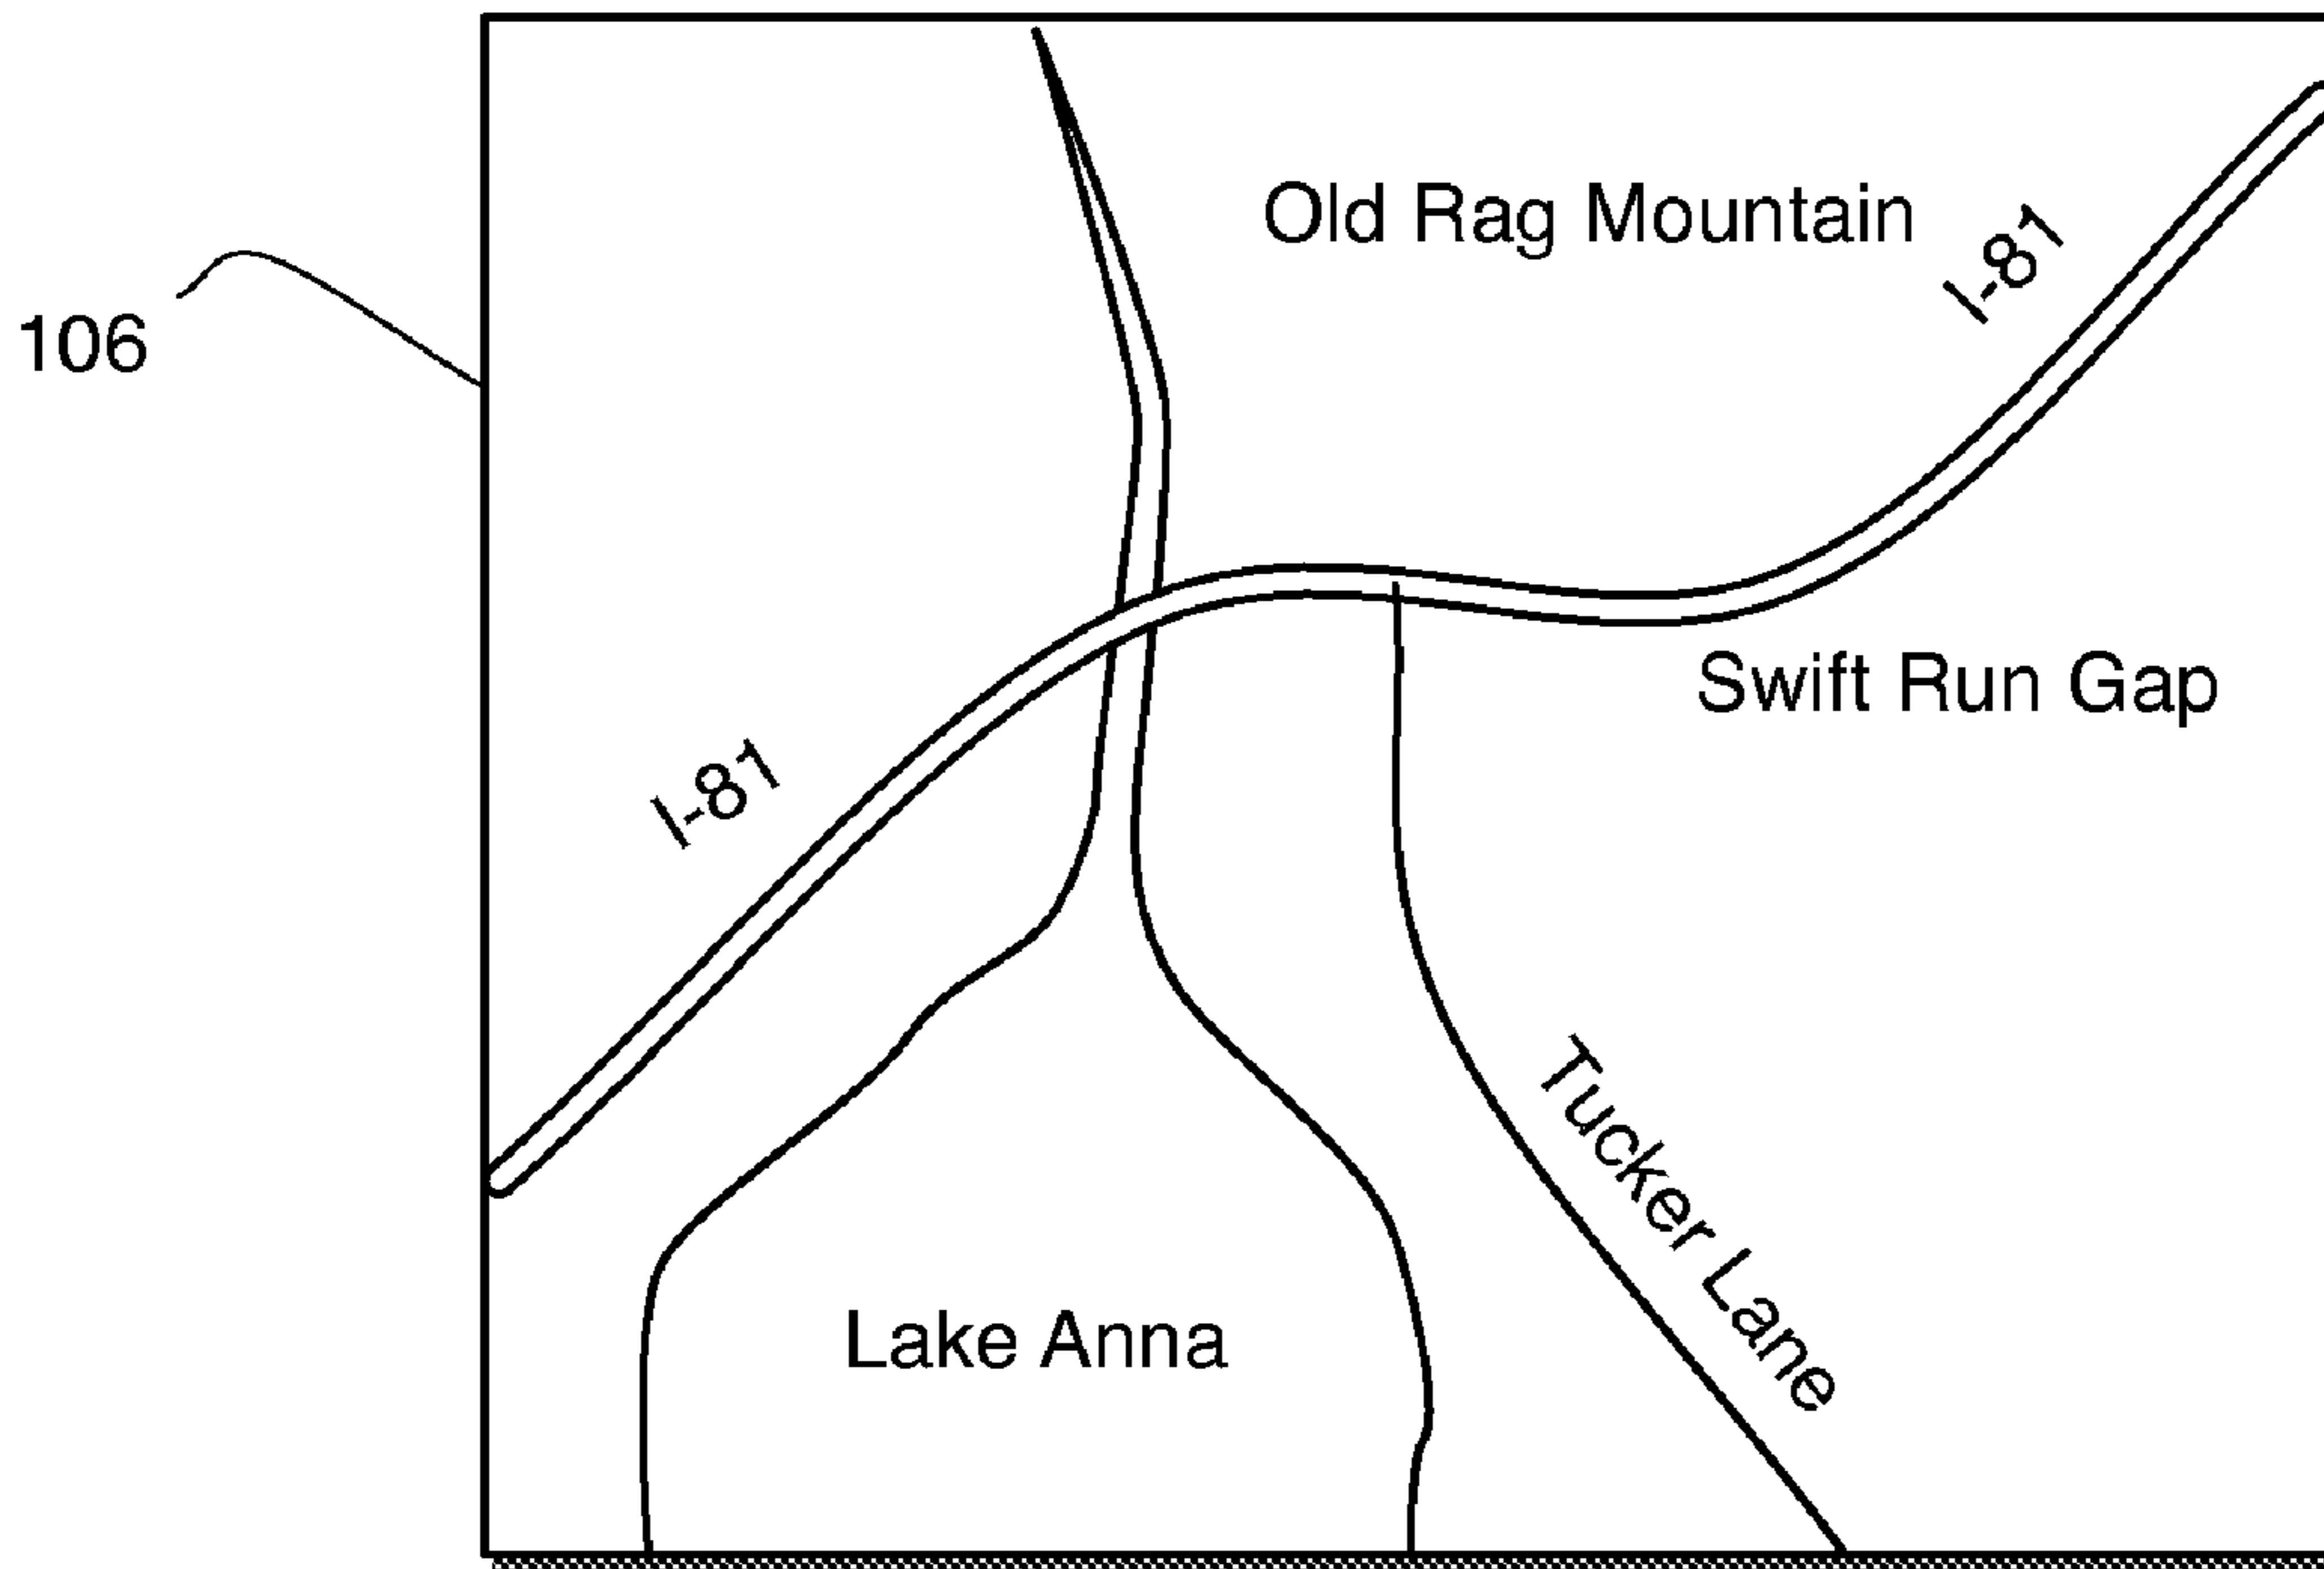 Old Rag Mountain
I-81
106
Swift Run Gap
I-81
Tucker Lane
Lake Anna